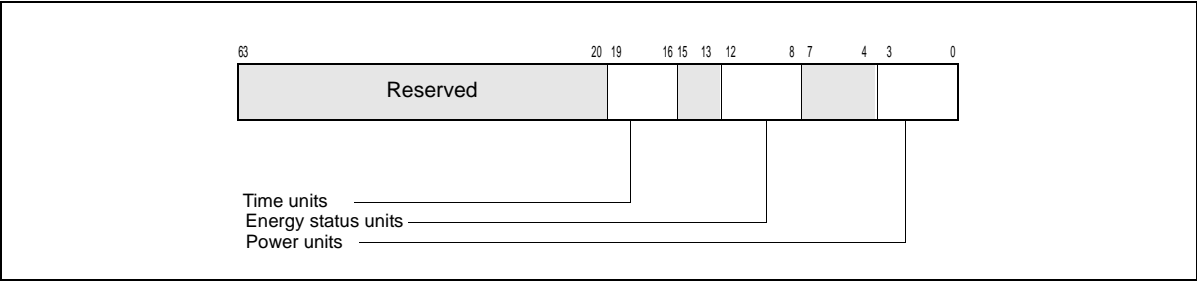 63 20 19 16 15 13 12 8 7 4 3 0
Reserved
Time units
Energy status units
Power units